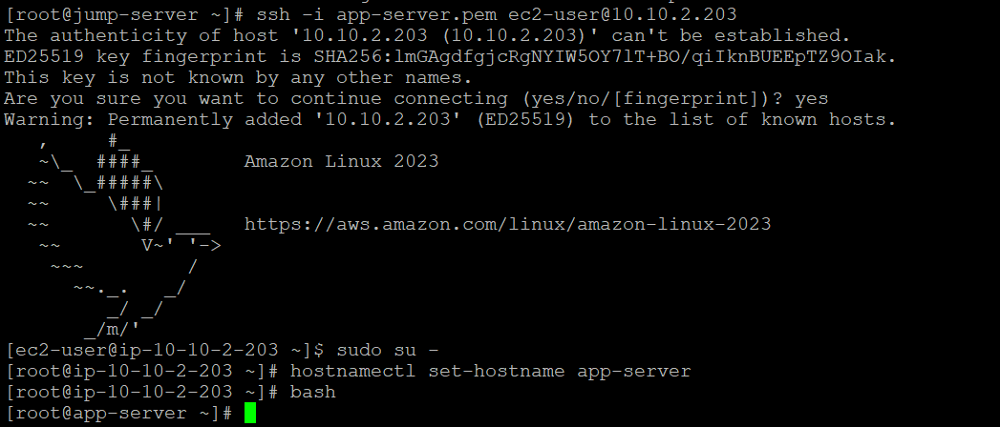 [root@jump-server ~]# ssh -i app-server.pem ec2-user@10.10.2.203
The authenticity of host '10.10.2.203 (10.10.2.203)' can't be established.
ED25519 key fingerprint is SHA256:lmGAgdfgjcRgNYIW5OY7lT+BO/qiIknBUEEpTZ9OIak.
This key is not known by any other names.
Are you sure you want to continue connecting (yes/no/[fingerprint])? yes
Warning: Permanently added '10.10.2.203' (ED25519) to the list of known hosts.
   ,     #_
   ~\_  ####_        Amazon Linux 2023
  ~~  \_#####\
  ~~     \###|
  ~~       \#/ ___   https://aws.amazon.com/linux/amazon-linux-2023
   ~~       V~' '->
    ~~~         /
      ~~._.   _/
         _/ _/
       _/m/'
[ec2-user@ip-10-10-2-203 ~]$ sudo su -
[root@ip-10-10-2-203 ~]# hostnamectl set-hostname app-server
[root@ip-10-10-2-203 ~]# bash
[root@app-server ~]#